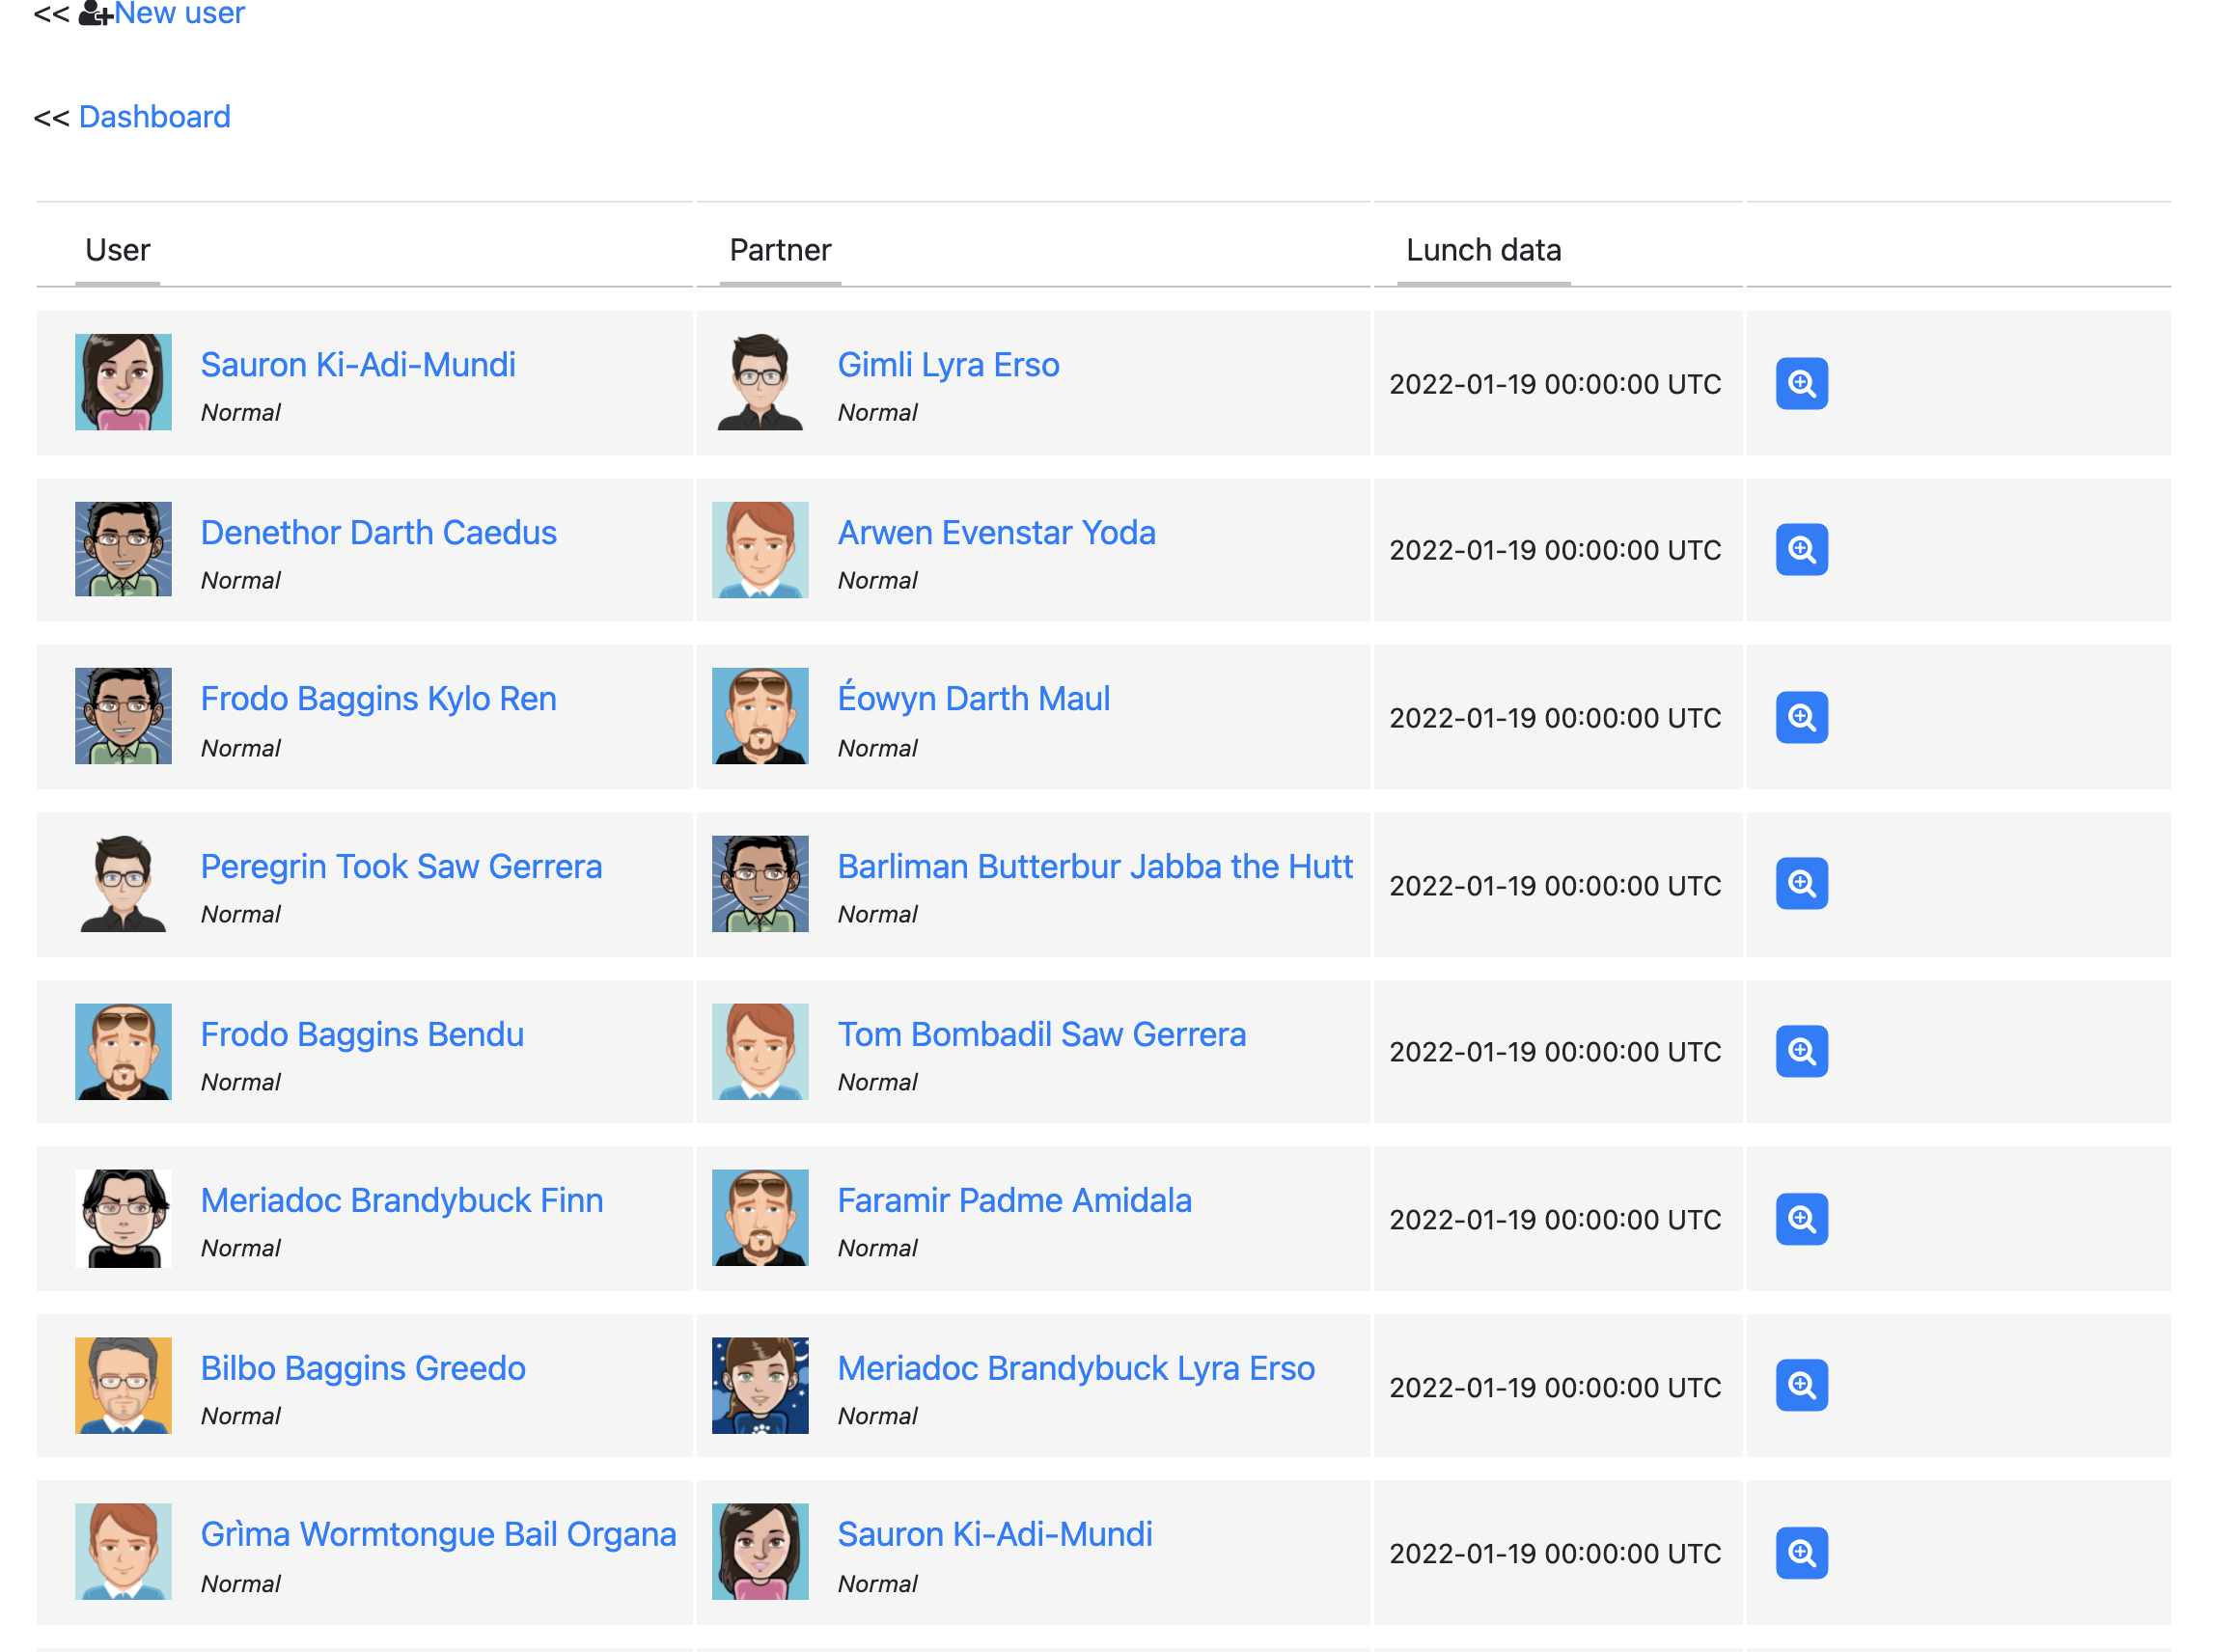 << New user
<< Dashboard
User Partner Lunch data
Sauron Ki-Adi-Mundi Gimli Lyra Erso
2022-01-19 00:00:00 UTC
Normal Normal
Denethor Darth Caedus Arwen Evenstar Yoda
2022-01-19 00:00:00 UTC
Normal Normal
Frodo Baggins Kylo Ren Éowyn Darth Maul
2022-01-19 00:00:00 UTC
Normal Normal
Peregrin Took Saw Gerrera Barliman Butterbur Jabba the Hutt
2022-01-19 00:00:00 UTC
Normal Normal
Frodo Baggins Bendu Tom Bombadil Saw Gerrera
2022-01-19 00:00:00 UTC
Normal Normal
Meriadoc Brandybuck Finn Faramir Padme Amidala
2022-01-19 00:00:00 UTC
Normal Normal
Bilbo Baggins Greedo Meriadoc Brandybuck Lyra Erso
2022-01-19 00:00:00 UTC
Normal Normal
Grìma Wormtongue Bail Organa Sauron Ki-Adi-Mundi
2022-01-19 00:00:00 UTC
Normal Normal